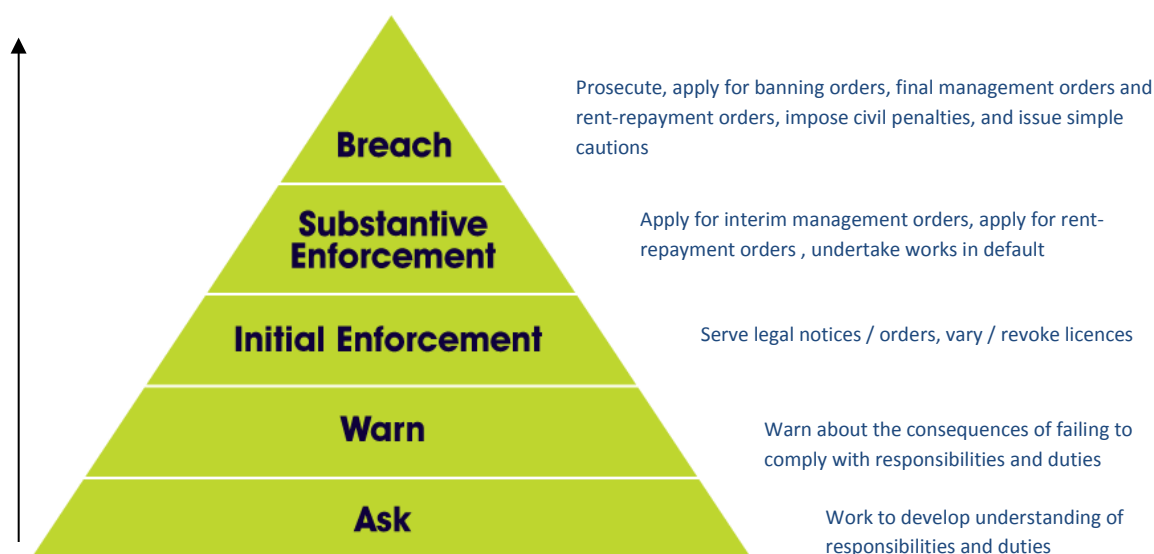 Prosecute, apply for banning orders, final management orders and
rent-repayment orders, impose civil penalties, and issue simple
cautions
Breach
Substantive
Enforcement
Apply for interim management orders, apply for rent-
repayment orders , undertake works in default
Initial Enforcement
Serve legal notices / orders, vary / revoke licences
Warn
Warn about the consequences of failing to
comply with responsibilities and duties
Ask
Work to develop understanding of
responsibilities and duties